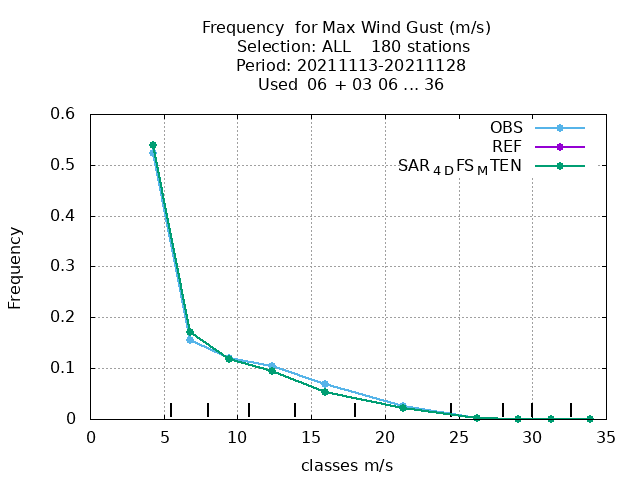 Frequency  for Max Wind Gust (m/s)
Selection: ALL    180 stations
Period: 20211113-20211128
Used  06 + 03 06 ... 36
OBS
REF
SAR4DFSMTEN
0.6
0.5
0.4
0.3
0.2
0.1
0
Frequency
0 5 10 15 20 25 30 35
classes m/s